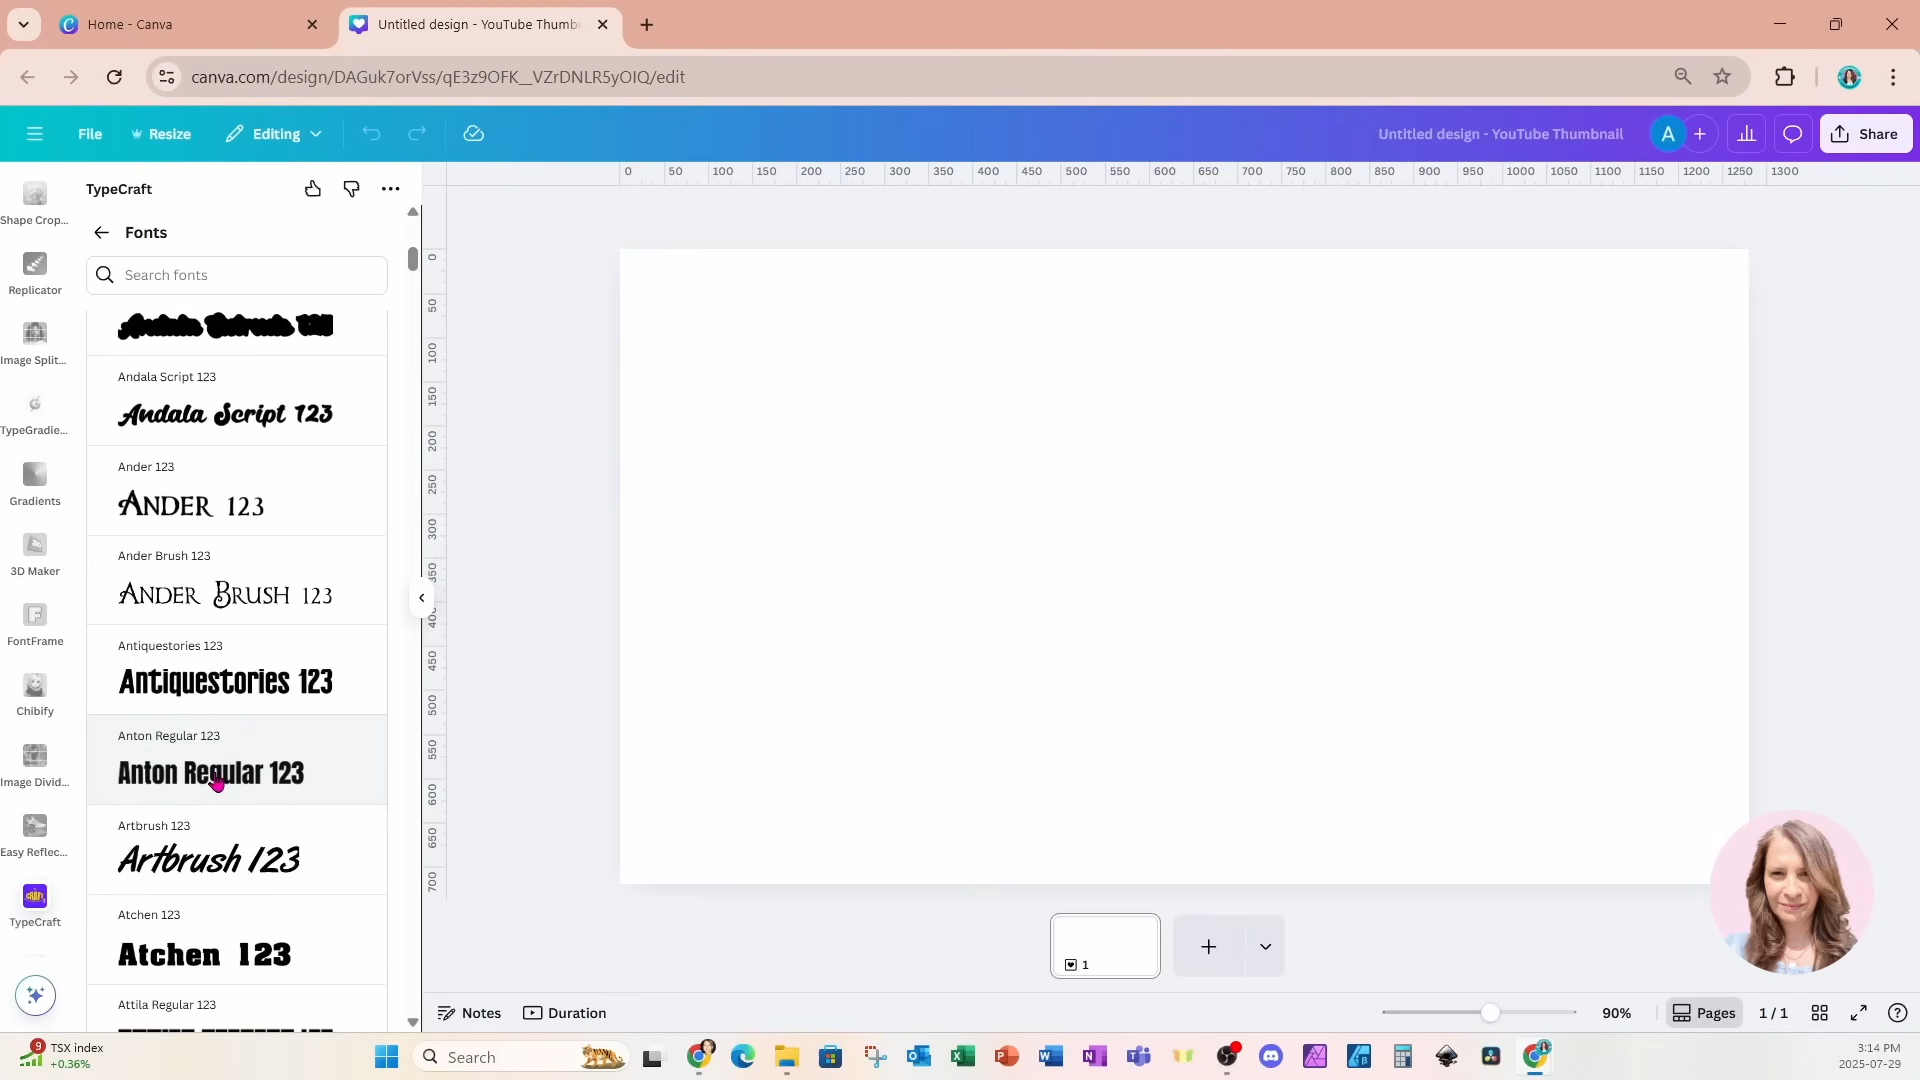 Home - Canva
Untitled design - YouTube Thumb
canva.com/design/DAGuk7orVss/qE3z9OFK__VZrDNLR5yOIQ/edit
File
Resize
Editing
Untitled design - YouTube Thumbnail
A
Share
TypeCraft
Fonts
Search fonts
Andala Script 123
Andala Script 123
Ander 123
Ander 123
Ander Brush 123
Ander Brush 123
Antiquestories 123
Antiquestories 123
Anton Regular 123
Anton Regular 123
Artbrush 123
Artbrush 123
Atchen 123
Atchen 123
Attila Regular 123
Shape Crop...
Replicator
Image Split...
TypeGradie...
Gradients
3D Maker
FontFrame
Chibify
Image Divid...
Easy Reflec...
TypeCraft
0 50 100 150 200 250 300 350 400 450 500 550 600 650 700 750 800 850 900 950 1000 1050 1100 1150 1200 1250 1300
0 50 100 150 200 250 300 350 400 450 500 550 600 650 700
1
Notes
Duration
90%
Pages
1 / 1
9
TSX index
+0.36%
Search
3:14 PM
2025-07-29